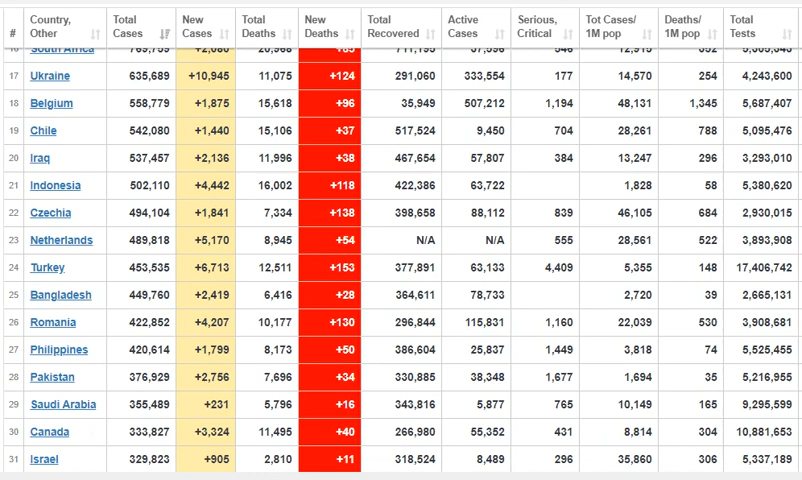 # Country, Other Total Cases New Cases Total Deaths New Deaths Total Recovered Active Cases Serious, Critical Tot Cases/ 1M pop Deaths/ 1M pop Total Tests
South Africa
17 Ukraine 635,689 +10,945 11,075 +124 291,060 333,554 177 14,570 254 4,243,600
18 Belgium 558,779 +1,875 15,618 +96 35,949 507,212 1,194 48,131 1,345 5,687,407
19 Chile 542,080 +1,440 15,106 +37 517,524 9,450 704 28,261 788 5,095,476
20 Iraq 537,457 +2,136 11,996 +38 467,654 57,807 384 13,247 296 3,293,010
21 Indonesia 502,110 +4,442 16,002 +118 422,386 63,722 1,828 58 5,380,620
22 Czechia 494,104 +1,841 7,334 +138 398,658 88,112 839 46,105 684 2,930,015
23 Netherlands 489,818 +5,170 8,945 +54 N/A N/A 555 28,561 522 3,893,908
24 Turkey 453,535 +6,713 12,511 +153 377,891 63,133 4,409 5,355 148 17,406,742
25 Bangladesh 449,760 +2,419 6,416 +28 364,611 78,733 2,720 39 2,665,131
26 Romania 422,852 +4,207 10,177 +130 296,844 115,831 1,160 22,039 530 3,908,681
27 Philippines 420,614 +1,799 8,173 +50 386,604 25,837 1,449 3,818 74 5,525,455
28 Pakistan 376,929 +2,756 7,696 +34 330,885 38,348 1,677 1,694 35 5,216,955
29 Saudi Arabia 355,489 +231 5,796 +16 343,816 5,877 765 10,149 165 9,295,599
30 Canada 333,827 +3,324 11,495 +40 266,980 55,352 431 8,814 304 10,881,653
31 Israel 329,823 +905 2,810 +11 318,524 8,489 296 35,860 306 5,337,189